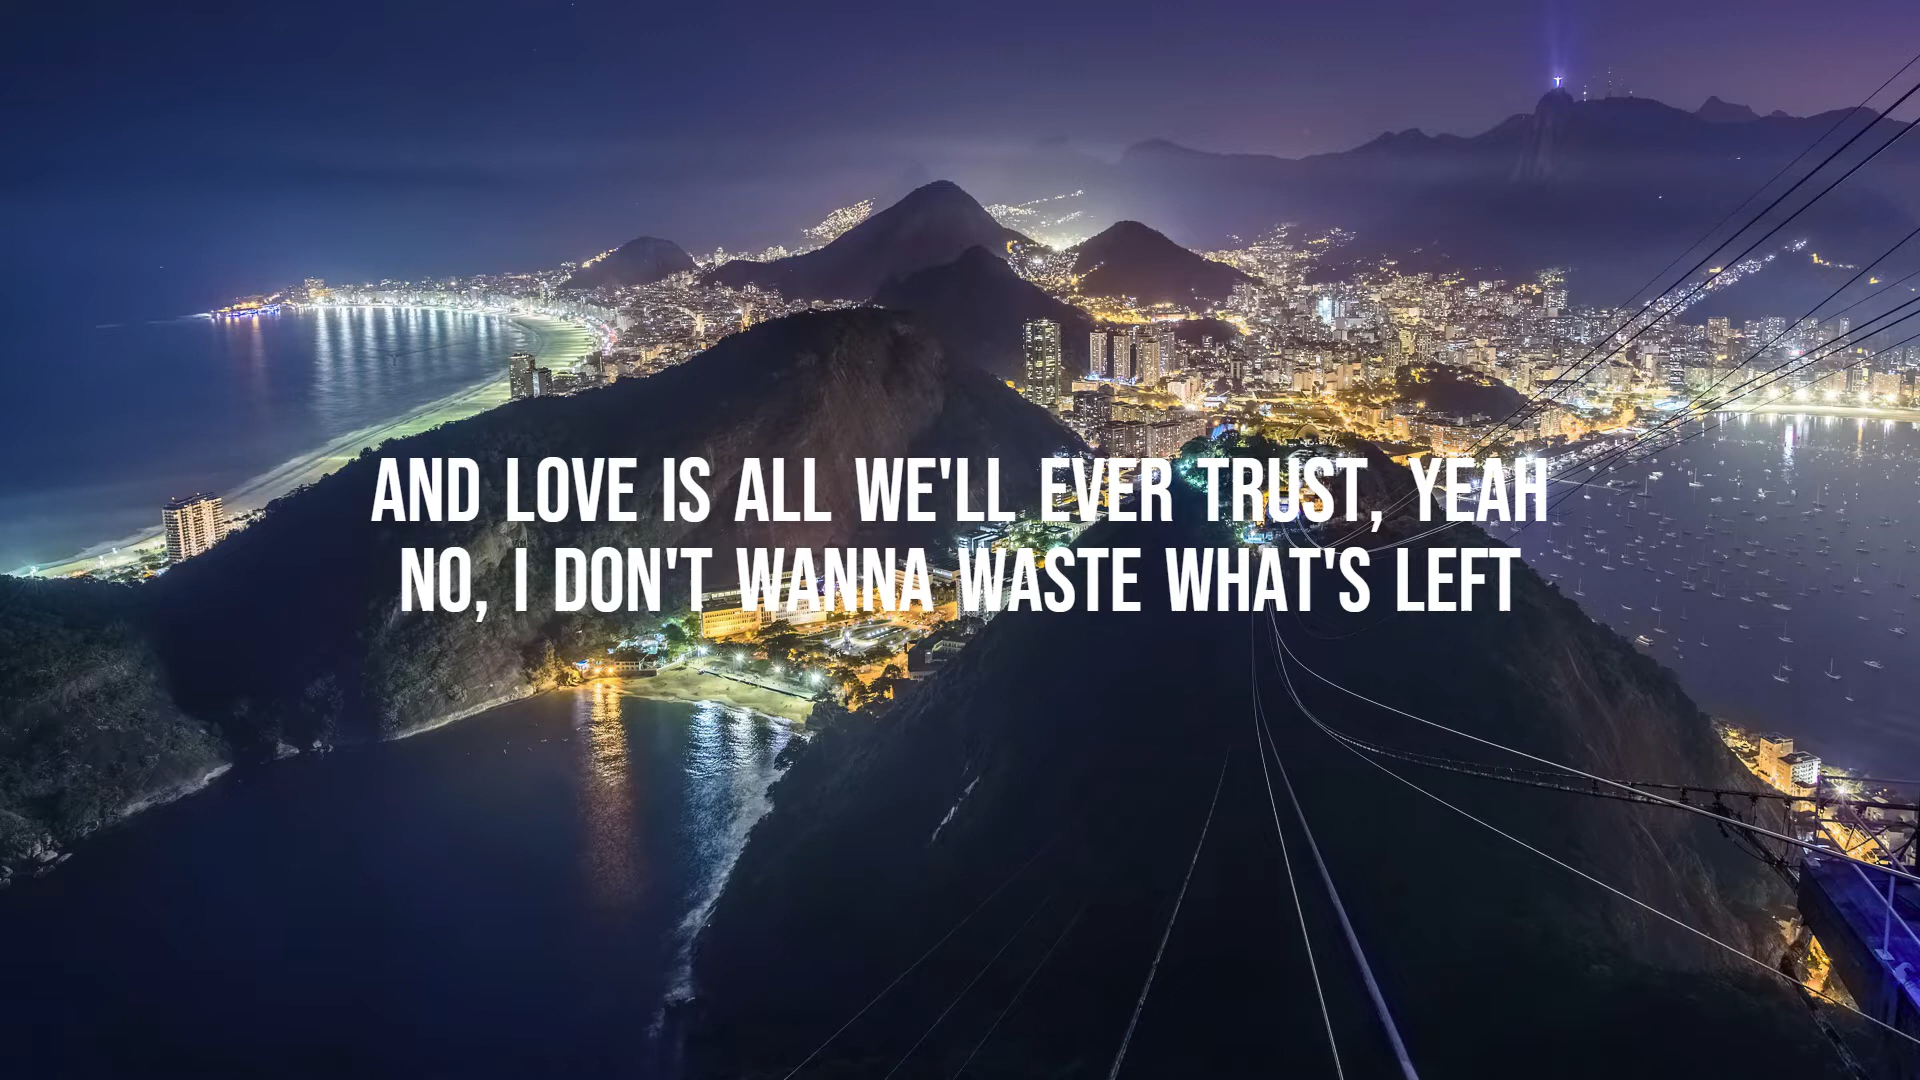 AND LOVE IS ALL WE'LL EVER TRUST, YEAH
NO, I DON'T WANNA WASTE WHAT'S LEFT